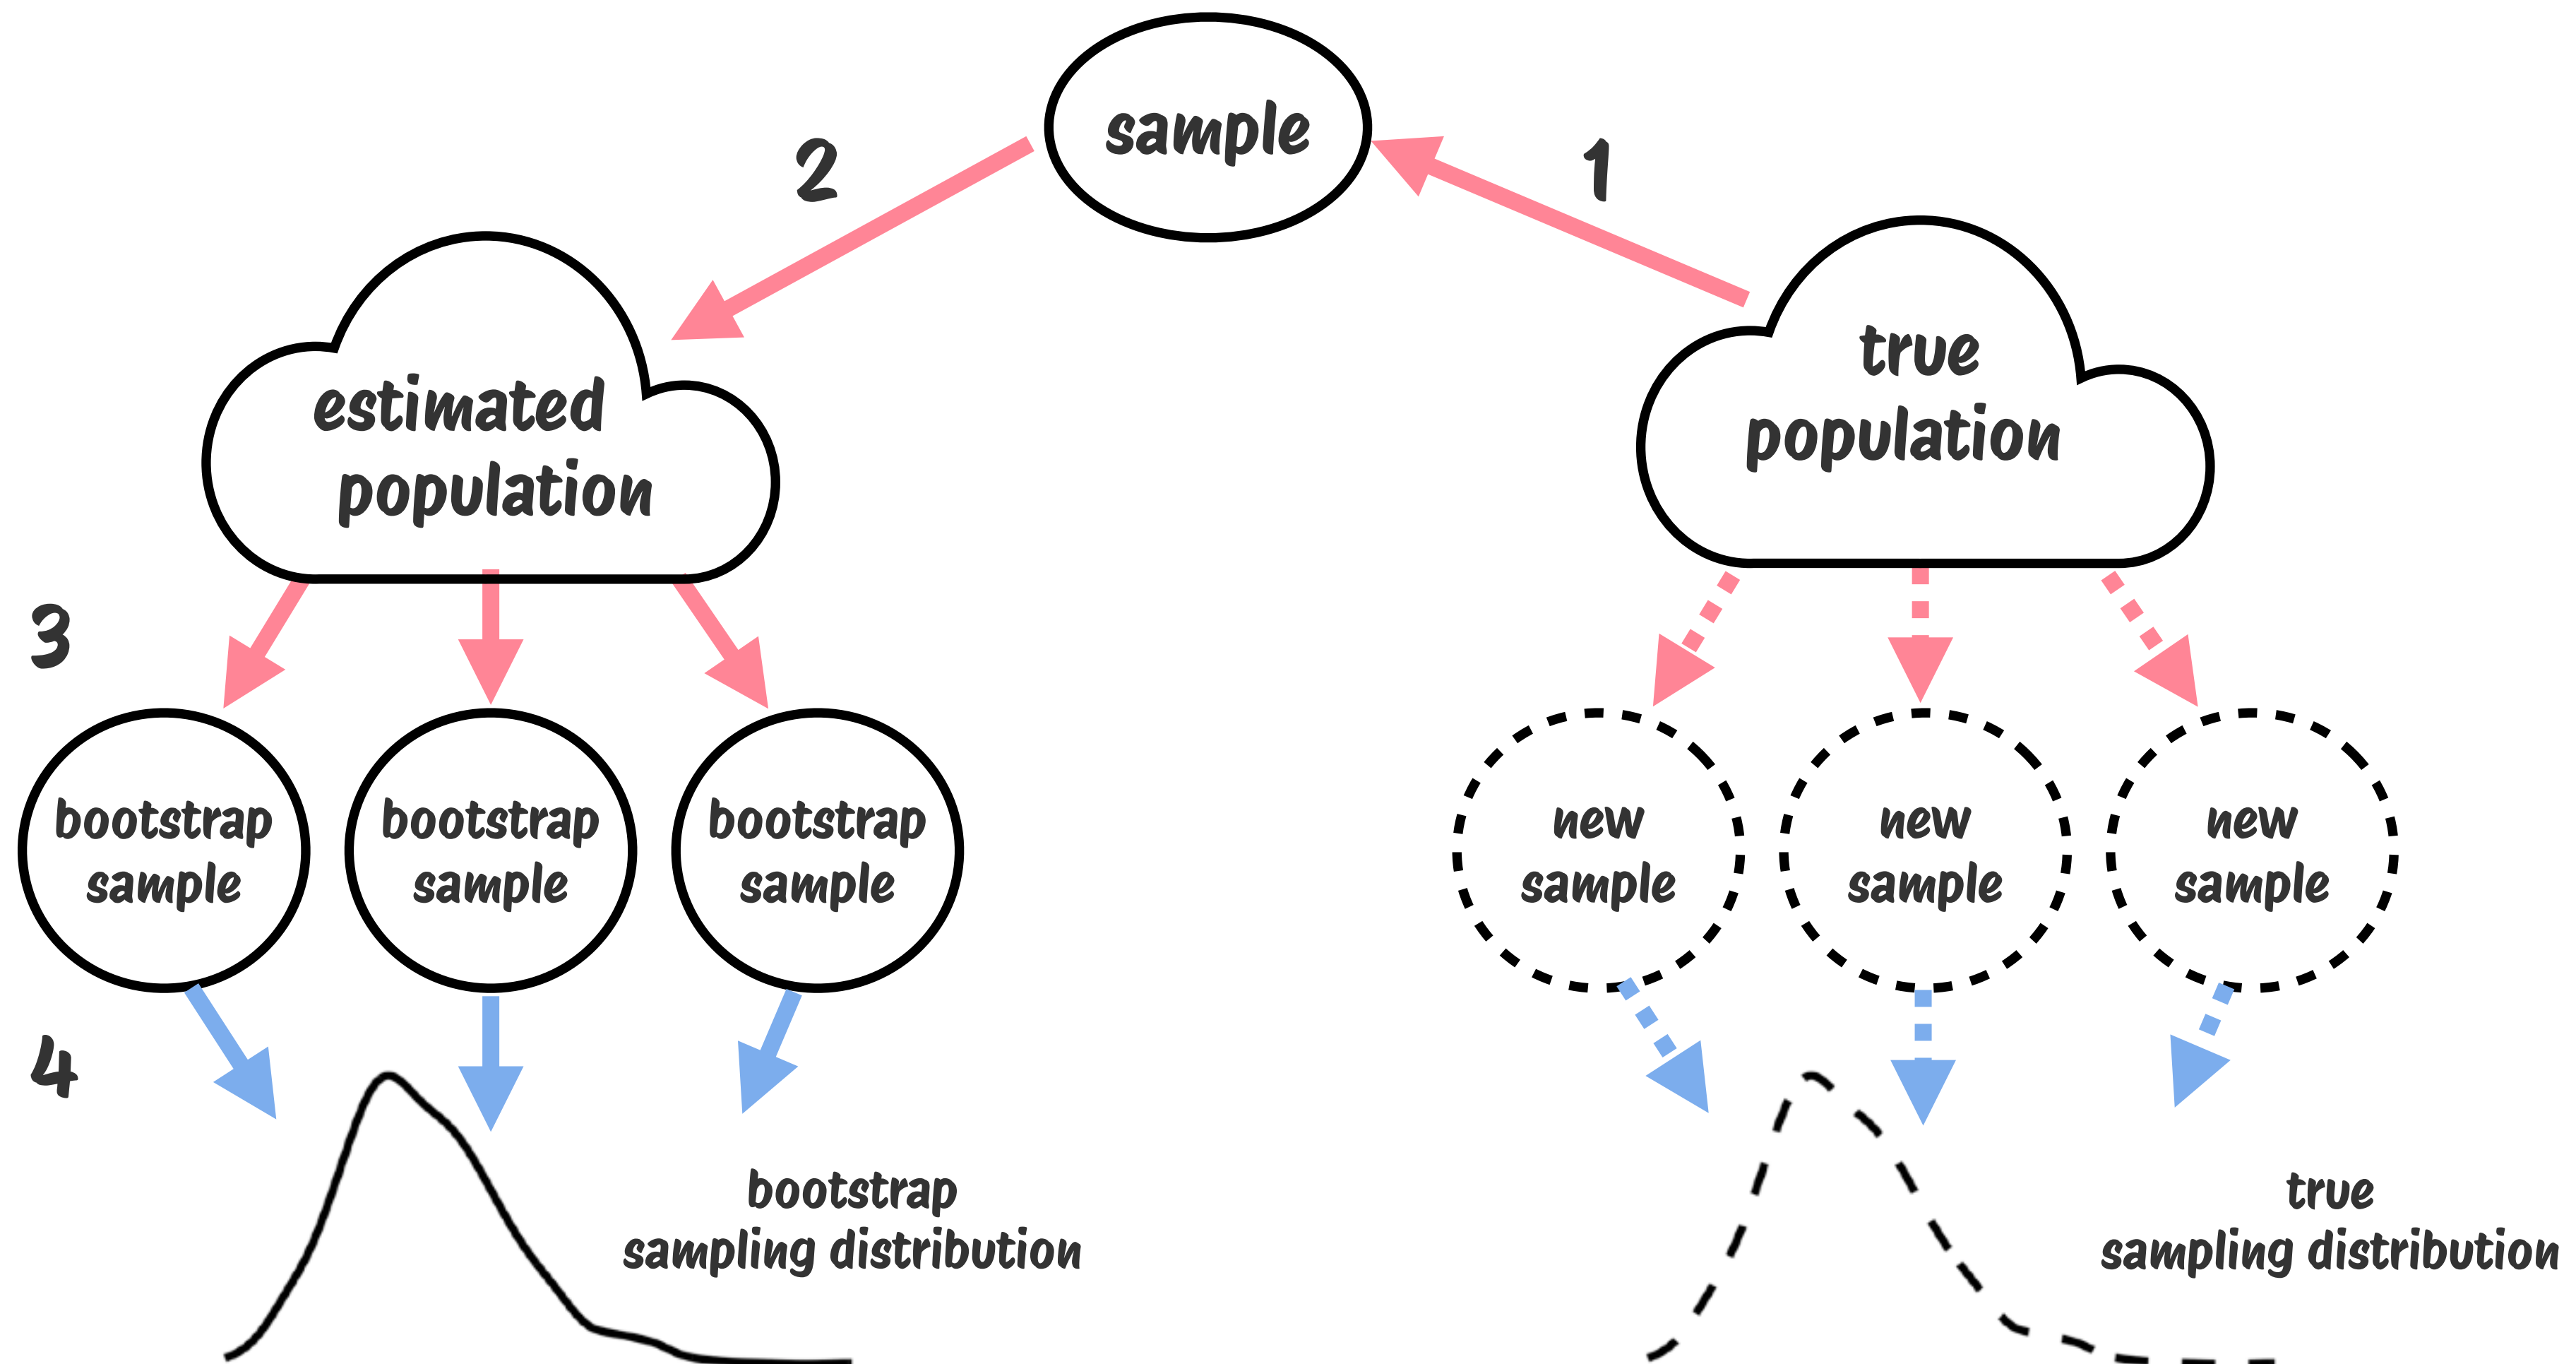 sample
2
1
estimated
population
true
population
3
bootstrap
sample
bootstrap
sample
bootstrap
sample
new
sample
new
sample
new
sample
4
bootstrap
sampling distribution
true
sampling distribution